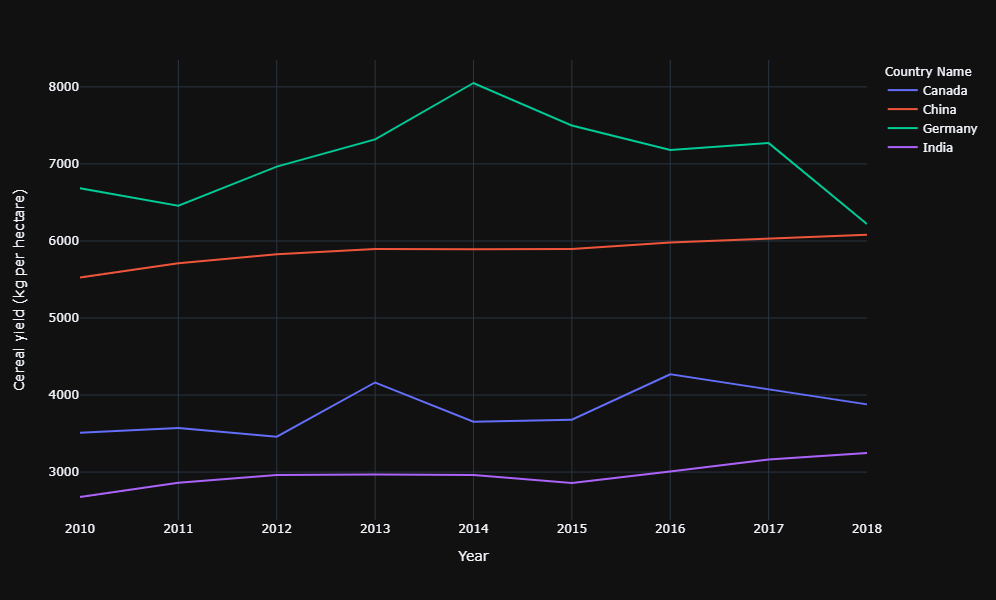 Country Name
Canada
China
Germany
India
8000
7000
6000
5000
4000
3000
Cereal yield (kg per hectare)
2010 2011 2012 2013 2014 2015 2016 2017 2018
Year